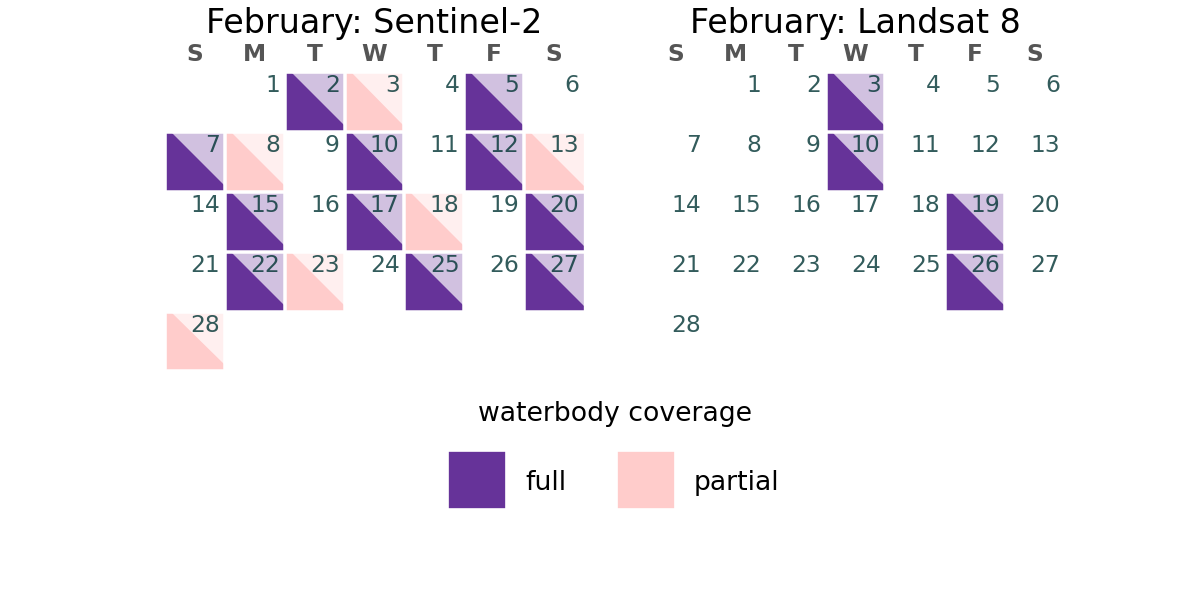 February: Sentinel-2
S M T W T F S
1 2 3 4 5 6
7 8 9 10 11 12 13
14 15 16 17 18 19 20
21 22 23 24 25 26 27
28
February: Landsat 8
S M T W T F S
1 2 3 4 5 6
7 8 9 10 11 12 13
14 15 16 17 18 19 20
21 22 23 24 25 26 27
28
waterbody coverage
full partial